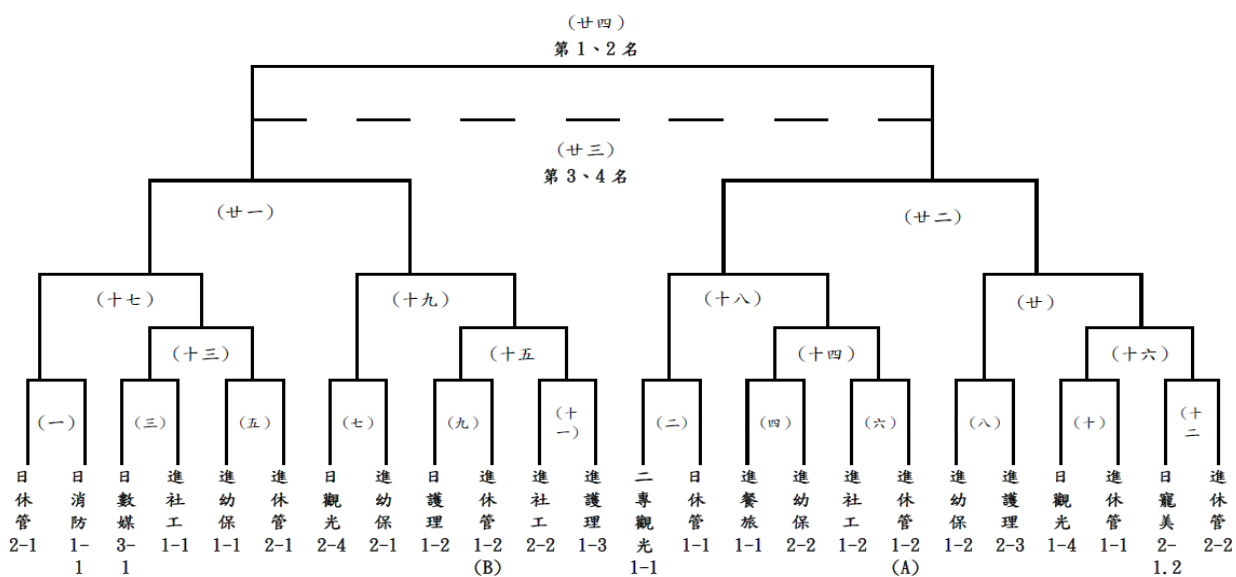 (廿四)
第1、2名
(廿三)
第3、4名
(廿一)
(廿二)
(十七)
(十九)
(十八)
(廿)
(十三)
(十五
(十四)
(十六)
(一)
(三)
(五)
(七)
(九)
(十一)
(二)
(四)
(六)
(八)
(十)
(十二
日休管2-1
日消防1-1
日數媒3-1
進社工1-1
進幼保1-1
進休管2-1
日觀光2-4
進幼保2-1
日護理1-2
進休管1-2(B)
進社工2-2
進護理1-3
二專觀光1-1
日休管1-1
進餐旅1-1
進幼保2-2
進社工1-2
進休管1-2(A)
進幼保1-2
進護理2-3
日觀光1-4
進休管1-1
日寵美2-1.2
進休管2-2